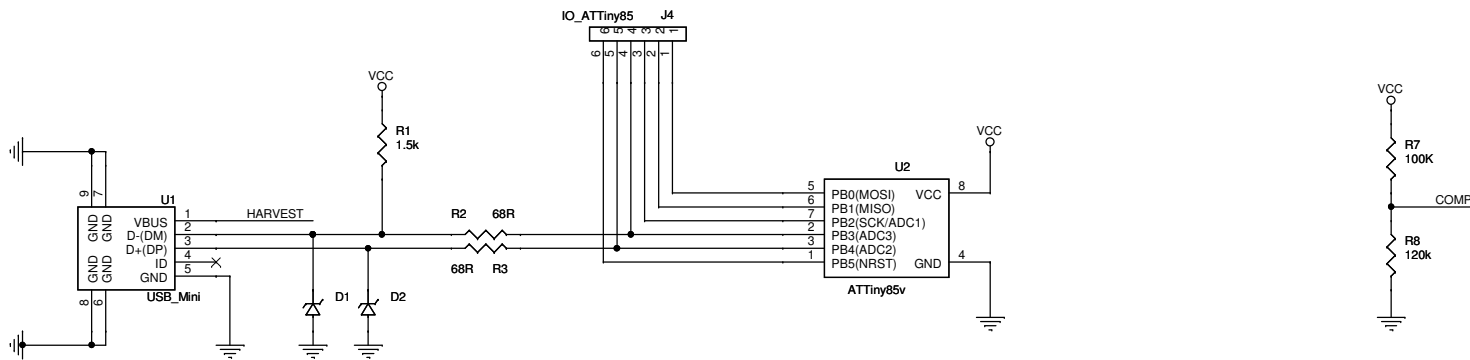 IO_ATTiny85 J4
6 5 4 3 2 1
6 5 4 3 2 1
VCC
R1
1.5k
VCC
VCC
R7
100K
COMP
R8
120k
U2
5 PB0(MOSI) VCC 8
6 PB1(MISO)
7 PB2(SCK/ADC1)
2 PB3(ADC3)
3 PB4(ADC2)
1 PB5(NRST) GND 4
ATTiny85v
9 7
U1
GND GND VBUS 1 HARVEST
D-(DM) 2
D+(DP) 3
GND GND ID 4
GND 5
USB_Mini
8 6
R2 68R
68R R3
D1 D2